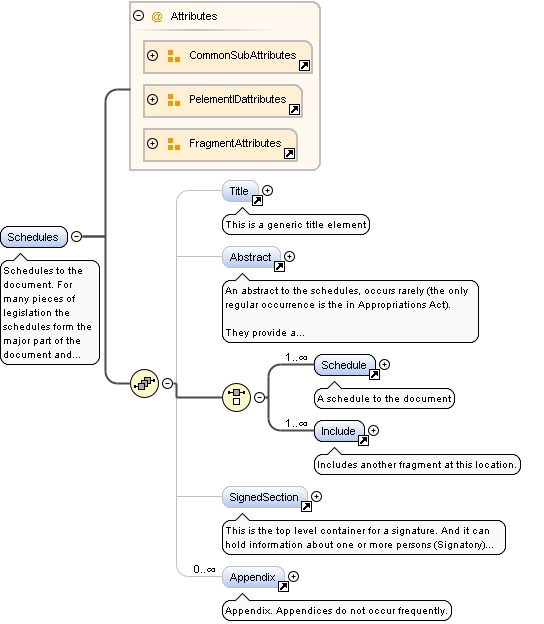 @ Attributes
CommonSubAttributes
PelementIDattributes
FragmentAttributes
Title
This is a generic title element
Schedules
Schedules to the
document. For
many pieces of
legislation the
schedules form the
major part of the
document and...
Abstract
An abstract to the schedules, occurs rarely (the only
regular occurrence is the in Appropriations Act).
They provide a...
1..∞
Schedule
A schedule to the document
1..∞
Include
Includes another fragment at this location.
SignedSection
This is the top level container for a signature. And it can
hold information about one or more persons (Signatory)...
0..∞
Appendix
Appendix. Appendices do not occur frequently.